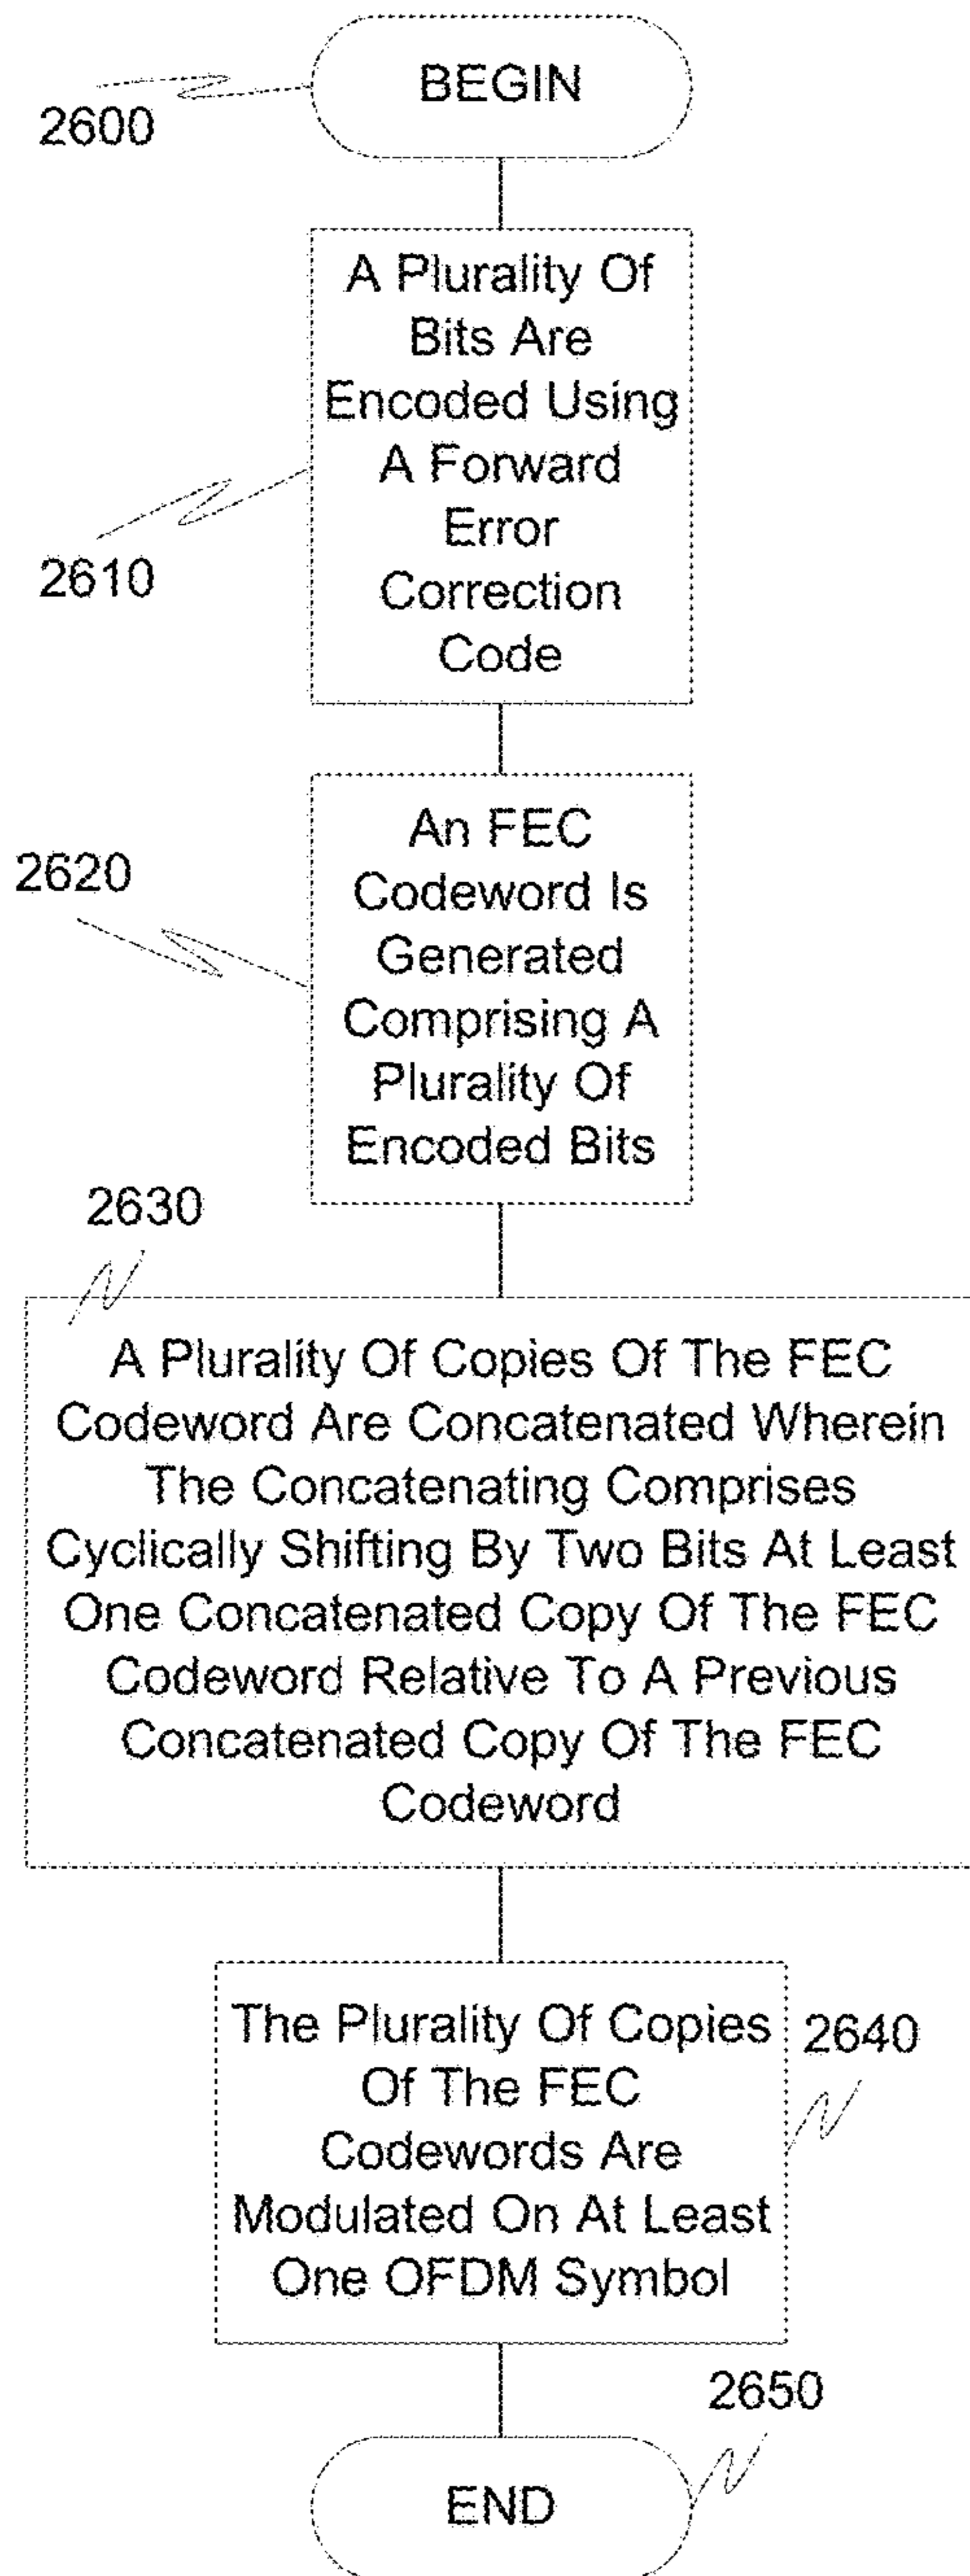 BEGIN
2600
A Plurality Of
Bits Are
Encoded Using
A Forward
Error
Correction
Code
2610
An FEC
Codeword Is
Generated
Comprising A
Plurality Of
Encoded Bits
2620
2630
A Plurality Of Copies Of The FEC
Codeword Are Concatenated Wherein
The Concatenating Comprises
Cyclically Shifting By Two Bits At Least
One Concatenated Copy Of The FEC
Codeword Relative To A Previous
Concatenated Copy Of The FEC
Codeword
The Plurality Of Copies
Of The FEC
Codewords Are
Modulated On At Least
One OFDM Symbol
2640
2650
END